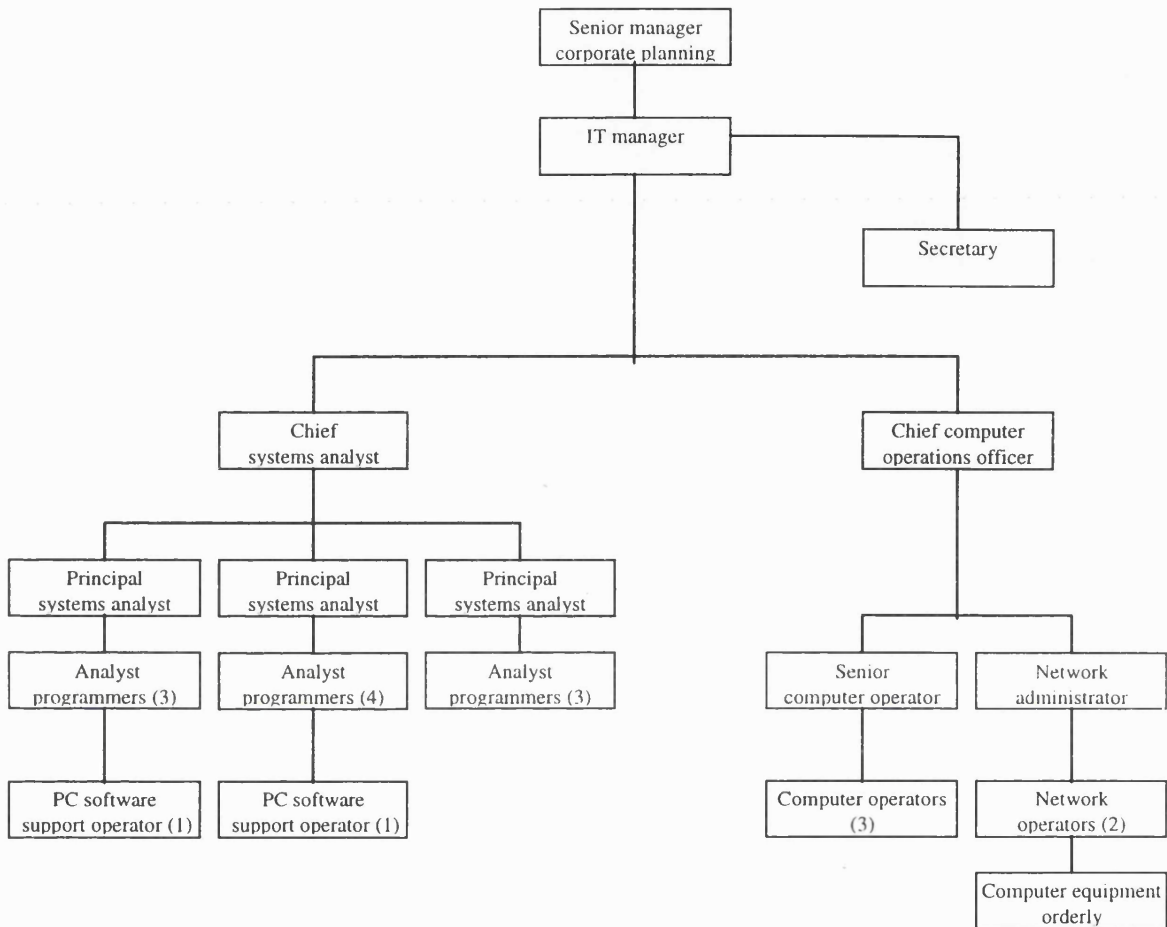 Senior manager
corporate planning
IT manager
Secretary
Chief
systems analyst
Chief computer
operations officer
Principal
systems analyst
Principal
systems analyst
Principal
systems analyst
Analyst
programmers (3)
Analyst
programmers (4)
Analyst
programmers (3)
Senior
computer operator
Network
administrator
PC software
support operator (1)
PC software
support operator (1)
Computer operators
(3)
Network
operators (2)
Computer equipment
orderly